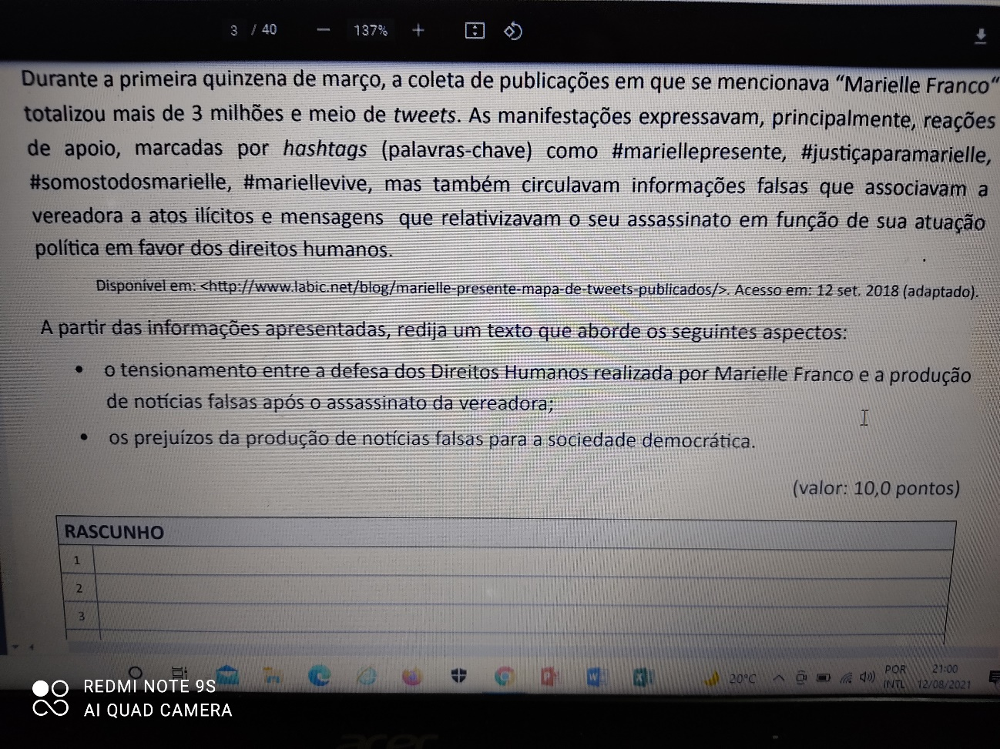 3 / 40 — 137% +
Durante a primeira quinzena de março, a coleta de publicações em que se mencionava “Marielle Franco“
totalizou mais de 3 milhões e meio de tweets. As manifestações expressavam, principalmente, reações
de apoio, marcadas por hashtags (palavras-chave) como #mariellepresente, #justiçaparamarielle,
#somostodosmarielle, #mariellevive, mas também circulavam informações falsas que associavam a
vereadora a atos ilícitos e mensagens que relativizavam o seu assassinato em função de sua atuação
política em favor dos direitos humanos.
Disponível em: <http://www.labic.net/blog/marielle-presente-mapa-de-tweets-publicados/>. Acesso em: 12 set. 2018 (adaptado).
A partir das informações apresentadas, redija um texto que aborde os seguintes aspectos:
• o tensionamento entre a defesa dos Direitos Humanos realizada por Marielle Franco e a produção
de notícias falsas após o assassinato da vereadora;
• os prejuízos da produção de notícias falsas para a sociedade democrática.
(valor: 10,0 pontos)
RASCUNHO
1
2
3
20°C POR 21:00
INTL 12/08/2021
REDMI NOTE 9S
AI QUAD CAMERA
acer